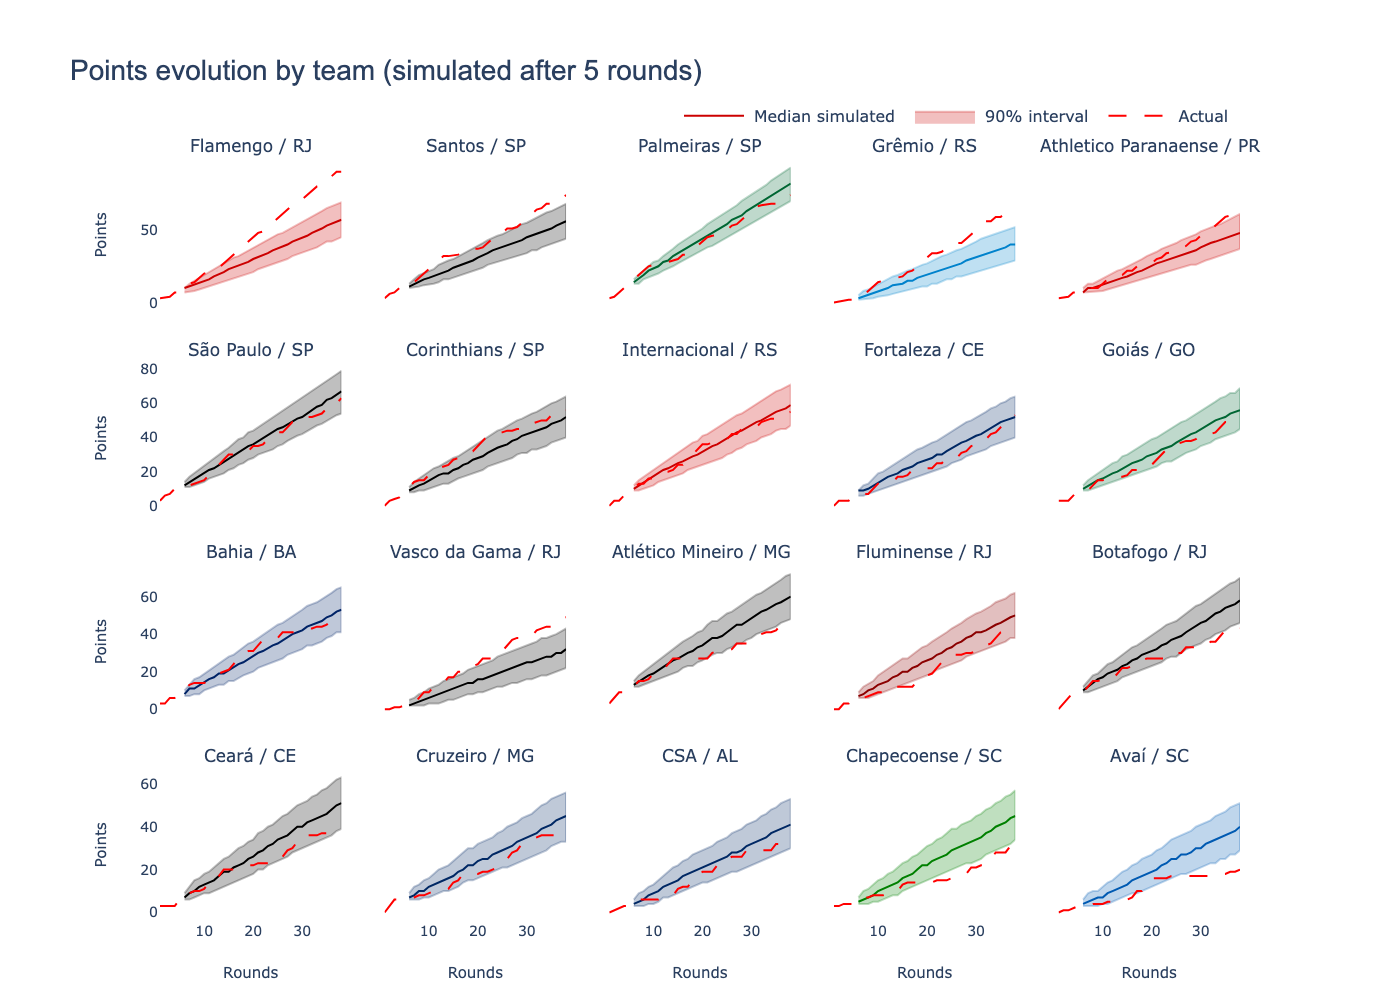 Points evolution by team (simulated after 5 rounds)
Median simulated 90% interval Actual
Flamengo / RJ Santos / SP Palmeiras / SP Grêmio / RS Athletico Paranaense / PR
Points
50
0
São Paulo / SP Corinthians / SP Internacional / RS Fortaleza / CE Goiás / GO
Points
80
60
40
20
0
Bahia / BA Vasco da Gama / RJ Atlético Mineiro / MG Fluminense / RJ Botafogo / RJ
Points
60
40
20
0
Ceará / CE Cruzeiro / MG CSA / AL Chapecoense / SC Avaí / SC
Points
60
40
20
0
10 20 30 10 20 30 10 20 30 10 20 30 10 20 30
Rounds Rounds Rounds Rounds Rounds